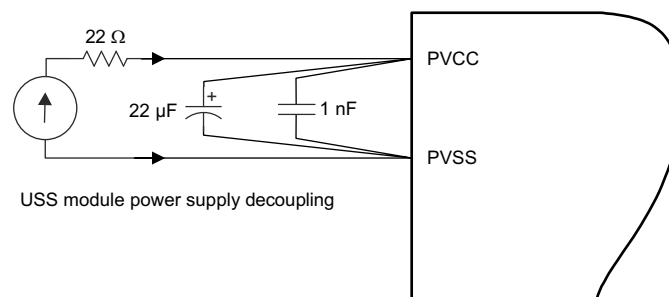 22 Ω
PVCC
+
22 µF
1 nF
PVSS
USS module power supply decoupling